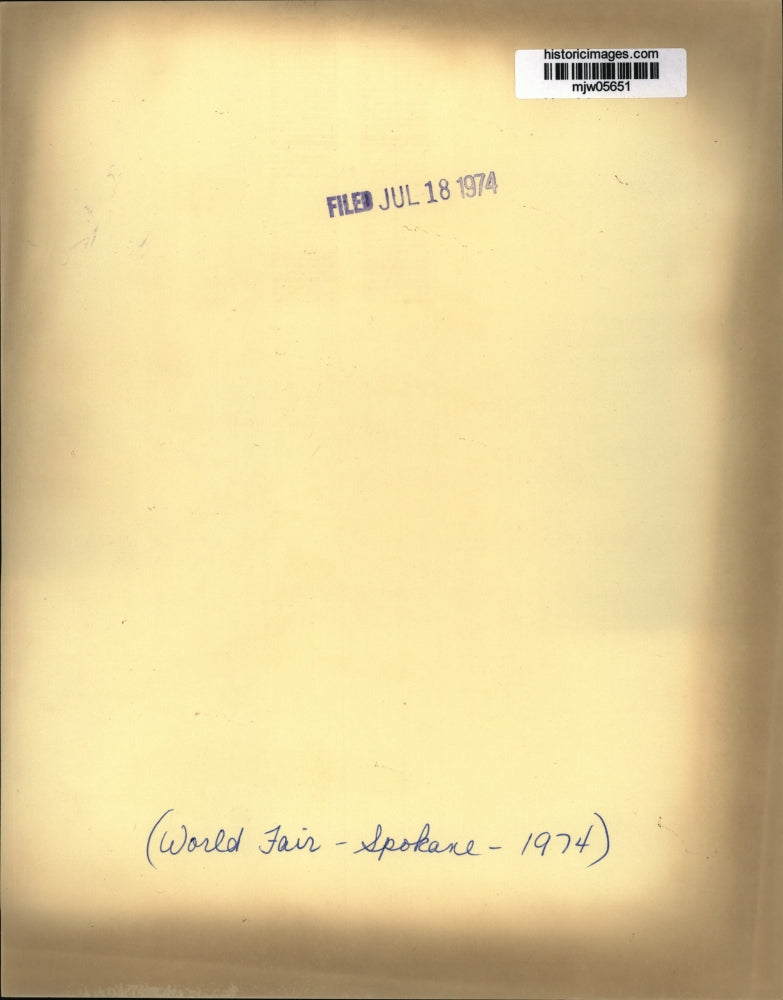 historicimages.com
mjw05651
FILED JUL 18 1974
(World Fair - Spokane - 1974)